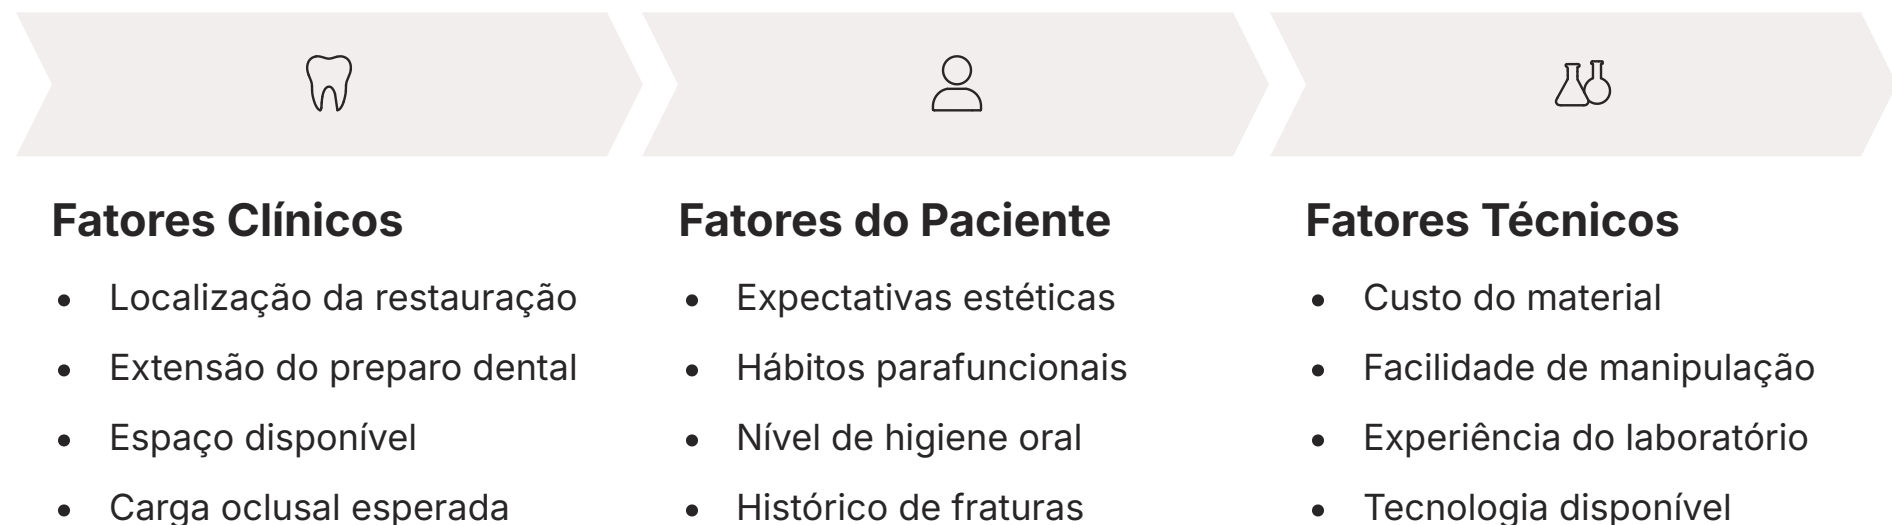 Fatores Clínicos
• Localização da restauração
• Extensão do preparo dental
• Espaço disponível
• Carga oclusal esperada
Fatores do Paciente
• Expectativas estéticas
• Hábitos parafuncionais
• Nível de higiene oral
• Histórico de fraturas
Fatores Técnicos
• Custo do material
• Facilidade de manipulação
• Experiência do laboratório
• Tecnologia disponível